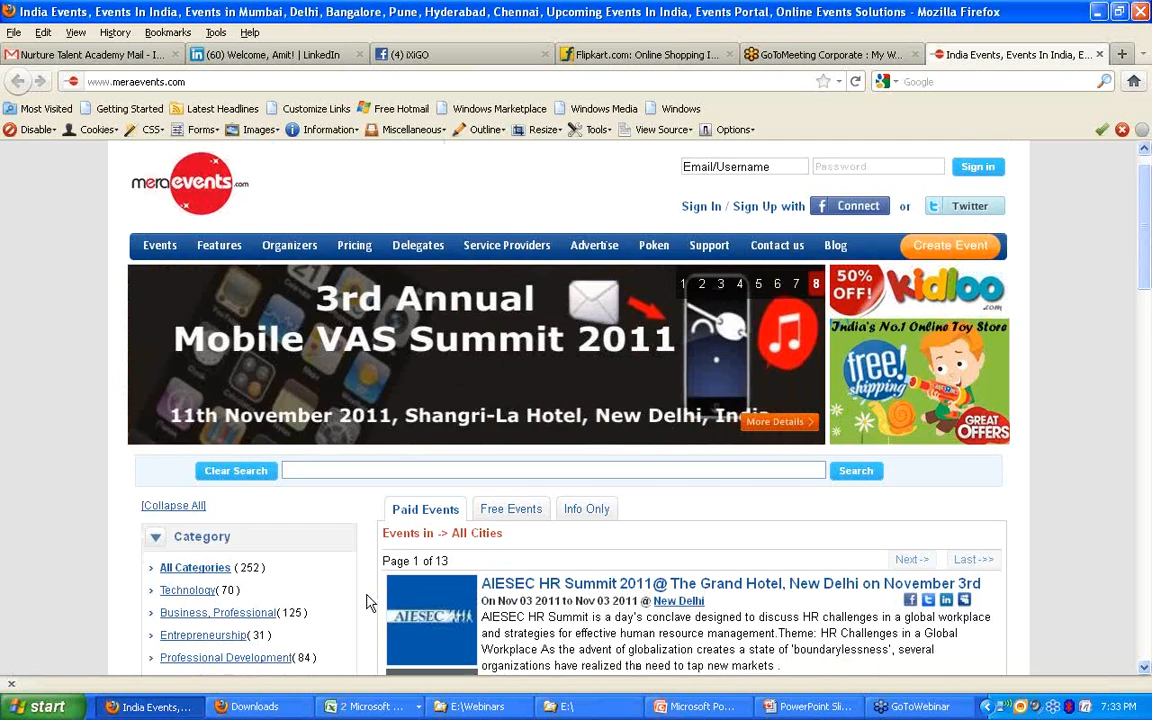 India Events, Events In India, Events in Mumbai, Delhi, Bangalore, Pune, Hyderabad, Chennai, Upcoming Events In India, Events Portal, Online Events Solutions - Mozilla Firefox
File Edit View History Bookmarks Tools Help
Nurture Talent Academy Mail - I...
(60) Welcome, Amit! | LinkedIn
(4) iXiGO
Flipkart.com: Online Shopping I...
GoToMeeting Corporate : My W...
India Events, Events In India, E...
www.meraevents.com
Google
Most Visited Getting Started Latest Headlines Customize Links Free Hotmail Windows Marketplace Windows Media Windows
Disable Cookies CSS Forms Images Information Miscellaneous Outline Resize Tools View Source Options
meraevents.com
Email/Username Password Sign in
Sign In / Sign Up with Connect or Twitter
Events Features Organizers Pricing Delegates Service Providers Advertise Poken Support Contact us Blog Create Event
1 2 3 4 5 6 7 8
3rd Annual
Mobile VAS Summit 2011
11th November 2011, Shangri-La Hotel, New Delhi, India
More Details >
50% OFF!
kidloo.com
India's No.1 Online Toy Store
free! shipping
GREAT OFFERS
Clear Search Search
[Collapse All]
Category
All Categories ( 252 )
Technology( 70 )
Business, Professional( 125 )
Entrepreneurship( 31 )
Professional Development( 84 )
Paid Events Free Events Info Only
Events in -> All Cities
Page 1 of 13 Next-> Last->>
AIESEC
AIESEC HR Summit 2011@ The Grand Hotel, New Delhi on November 3rd
On Nov 03 2011 to Nov 03 2011 @ New Delhi
AIESEC HR Summit is a day's conclave designed to discuss HR challenges in a global workplace
and strategies for effective human resource management.Theme: HR Challenges in a Global
Workplace As the advent of globalization creates a state of 'boundarylessness', several
organizations have realized the need to tap new markets .
start
India Events,...
Downloads
2 Microsoft ...
E:\Webinars
E:\
Microsoft Po...
PowerPoint Sli...
GoToWebinar
7:33 PM